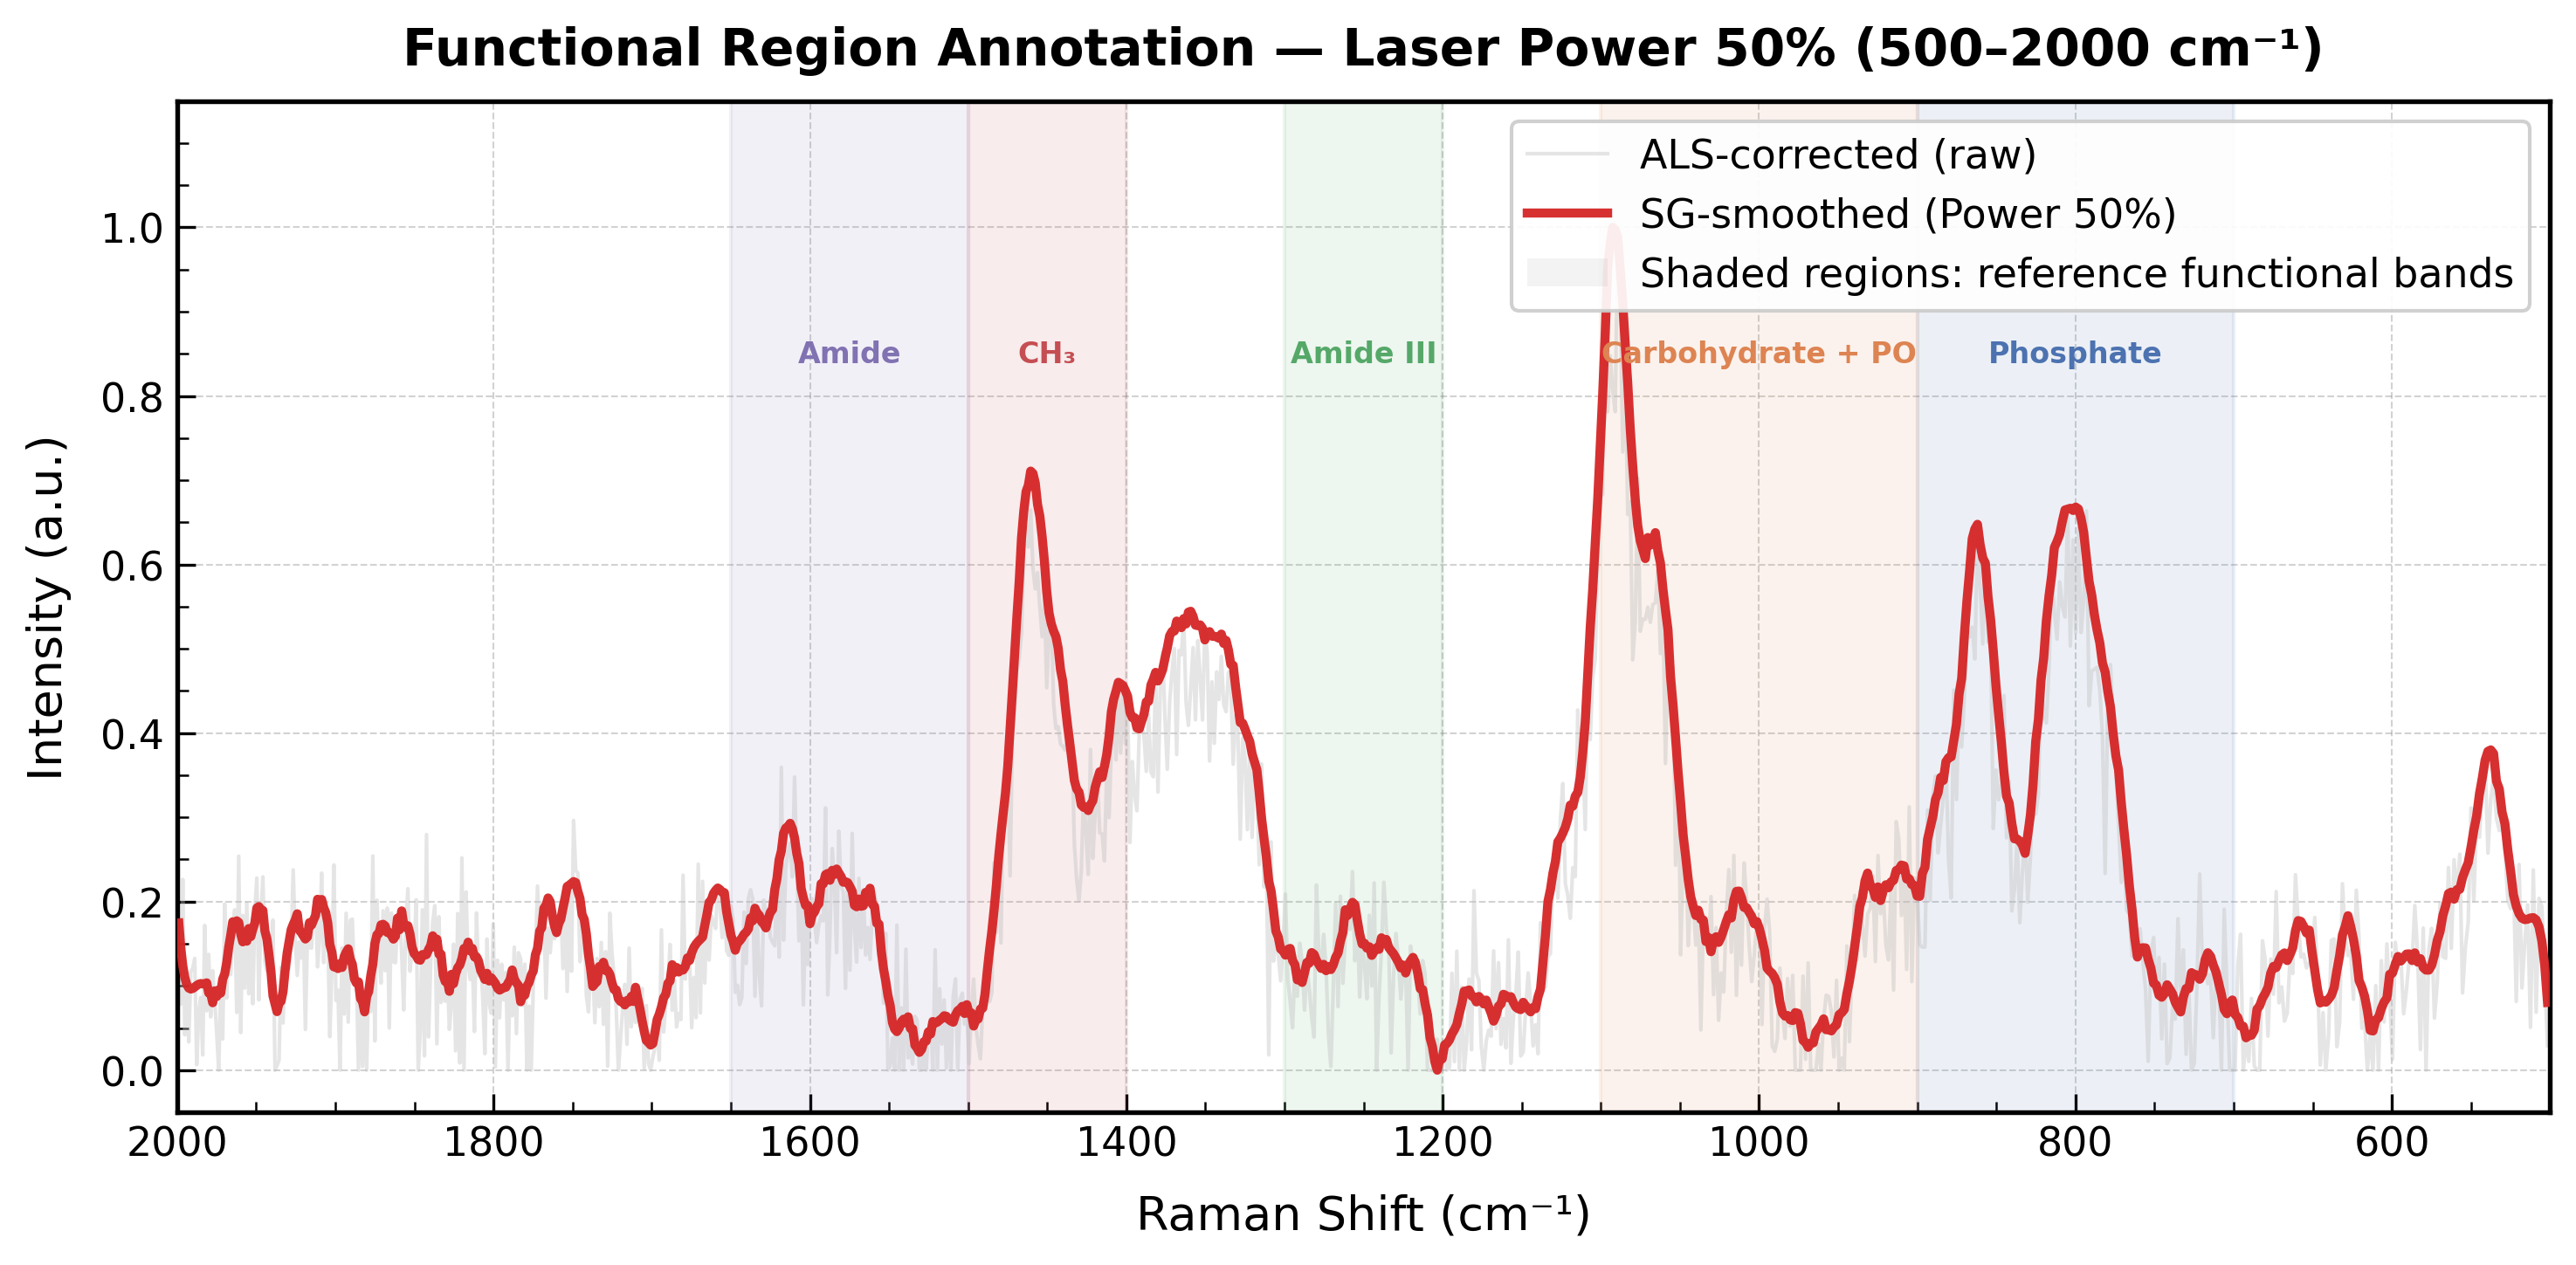 Functional Region Annotation — Laser Power 50% (500–2000 cm⁻¹)
ALS-corrected (raw)
SG-smoothed (Power 50%)
Shaded regions: reference functional bands
Amide
CH₃
Amide III
Carbohydrate + PO
Phosphate
Intensity (a.u.)
1.0
0.8
0.6
0.4
0.2
0.0
2000 1800 1600 1400 1200 1000 800 600
Raman Shift (cm⁻¹)